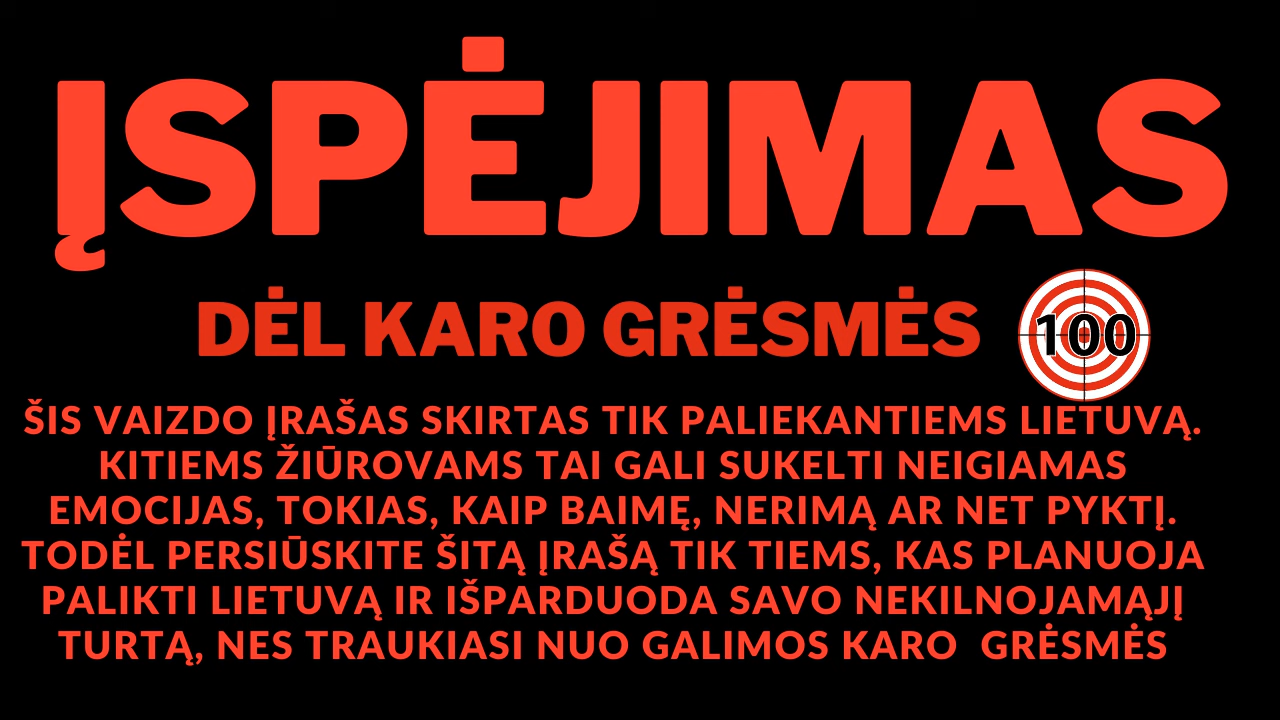 ĮSPĖJIMAS
DĖL KARO GRĖSMĖS
100
ŠIS VAIZDO ĮRAŠAS SKIRTAS TIK PALIEKANTIEMS LIETUVĄ.
KITIEMS ŽIŪROVAMS TAI GALI SUKELTI NEIGIAMAS
EMOCIJAS, TOKIAS, KAIP BAIMĘ, NERIMĄ AR NET PYKTĮ.
TODĖL PERSIŪSKITE ŠITĄ ĮRAŠĄ TIK TIEMS, KAS PLANUOJA
PALIKTI LIETUVĄ IR IŠPARDUODA SAVO NEKILNOJAMĄJĮ
TURTĄ, NES TRAUKIASI NUO GALIMOS KARO GRĖSMĖS